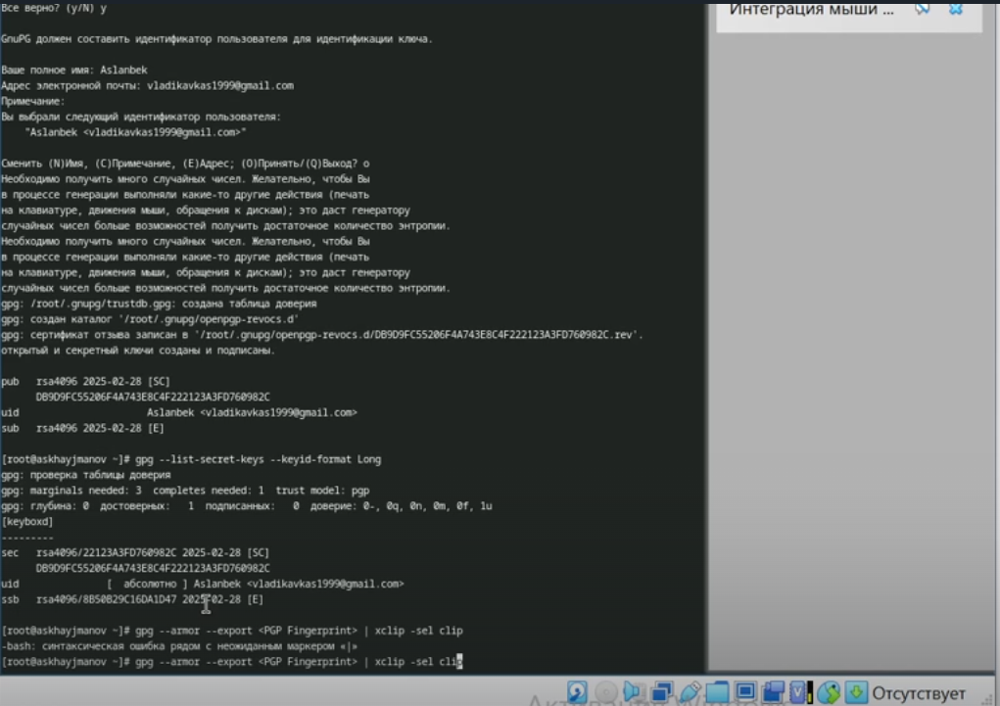 Все верно? (y/N) y
GnuPG должен составить идентификатор пользователя для идентификации ключа.
Ваше полное имя: Aslanbek
Адрес электронной почты: vladikavkas1999@gmail.com
Примечание:
Вы выбрали следующий идентификатор пользователя:
"Aslanbek <vladikavkas1999@gmail.com>"
Сменить (N)Имя, (C)Примечание, (E)Адрес; (O)Принять/(Q)Выход? o
Необходимо получить много случайных чисел. Желательно, чтобы Вы
в процессе генерации выполняли какие-то другие действия (печать
на клавиатуре, движения мыши, обращения к дискам); это даст генератору
случайных чисел больше возможностей получить достаточное количество энтропии.
Необходимо получить много случайных чисел. Желательно, чтобы Вы
в процессе генерации выполняли какие-то другие действия (печать
на клавиатуре, движения мыши, обращения к дискам); это даст генератору
случайных чисел больше возможностей получить достаточное количество энтропии.
gpg: /root/.gnupg/trustdb.gpg: создана таблица доверия
gpg: создан каталог '/root/.gnupg/openpgp-revocs.d'
gpg: сертификат отзыва записан в '/root/.gnupg/openpgp-revocs.d/DB9D9FC55206F4A743E8C4F222123A3FD760982C.rev'.
открытый и секретный ключи созданы и подписаны.
pub rsa4096 2025-02-28 [SC]
DB9D9FC55206F4A743E8C4F222123A3FD760982C
uid Aslanbek <vladikavkas1999@gmail.com>
sub rsa4096 2025-02-28 [E]
[root@askhayjmanov ~]# gpg --list-secret-keys --keyid-format Long
gpg: проверка таблицы доверия
gpg: marginals needed: 3 completes needed: 1 trust model: pgp
gpg: глубина: 0 достоверных: 1 подписанных: 0 доверие: 0-, 0q, 0n, 0m, 0f, 1u
[keyboxd]
---------
sec rsa4096/22123A3FD760982C 2025-02-28 [SC]
DB9D9FC55206F4A743E8C4F222123A3FD760982C
uid [ абсолютно ] Aslanbek <vladikavkas1999@gmail.com>
ssb rsa4096/8B50B29C16DA1D47 2025-02-28 [E]
[root@askhayjmanov ~]# gpg --armor --export <PGP Fingerprint> | xclip -sel clip
-bash: синтаксическая ошибка рядом с неожиданным маркером «|»
[root@askhayjmanov ~]# gpg --armor --export <PGP Fingerprint> | xclip -sel clip
Интеграция мыши ...
Отсутствует